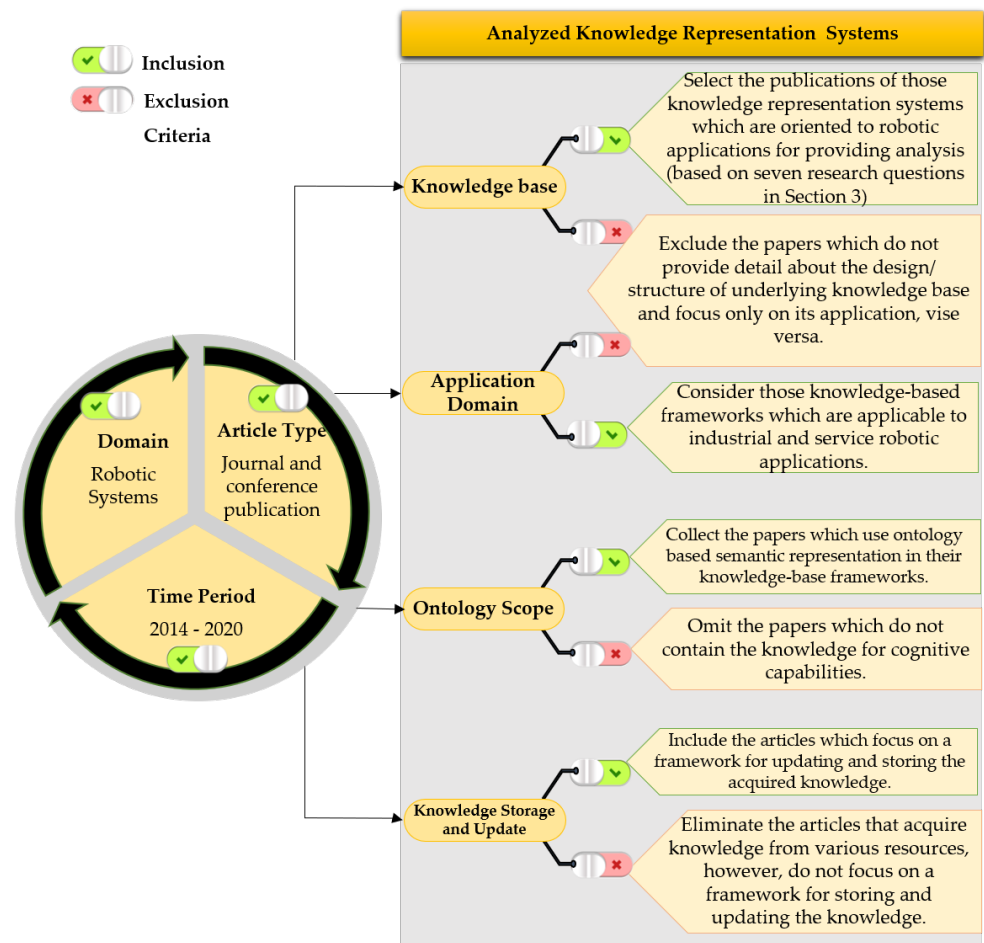 Analyzed Knowledge Representation Systems
Inclusion
Exclusion
Criteria
Domain
Robotic
Systems
Article Type
Journal and
conference
publication
Time Period
2014 - 2020
Knowledge base
Select the publications of those
knowledge representation systems
which are oriented to robotic
applications for providing analysis
(based on seven research questions
in Section 3)
Exclude the papers which do not
provide detail about the design/
structure of underlying knowledge base
and focus only on its application, vise
versa.
Application
Domain
Consider those knowledge-based
frameworks which are applicable to
industrial and service robotic
applications.
Ontology Scope
Collect the papers which use ontology
based semantic representation in their
knowledge-base frameworks.
Omit the papers which do not
contain the knowledge for cognitive
capabilities.
Knowledge Storage
and Update
Include the articles which focus on a
framework for updating and storing the
acquired knowledge.
Eliminate the articles that acquire
knowledge from various resources,
however, do not focus on a
framework for storing and
updating the knowledge.